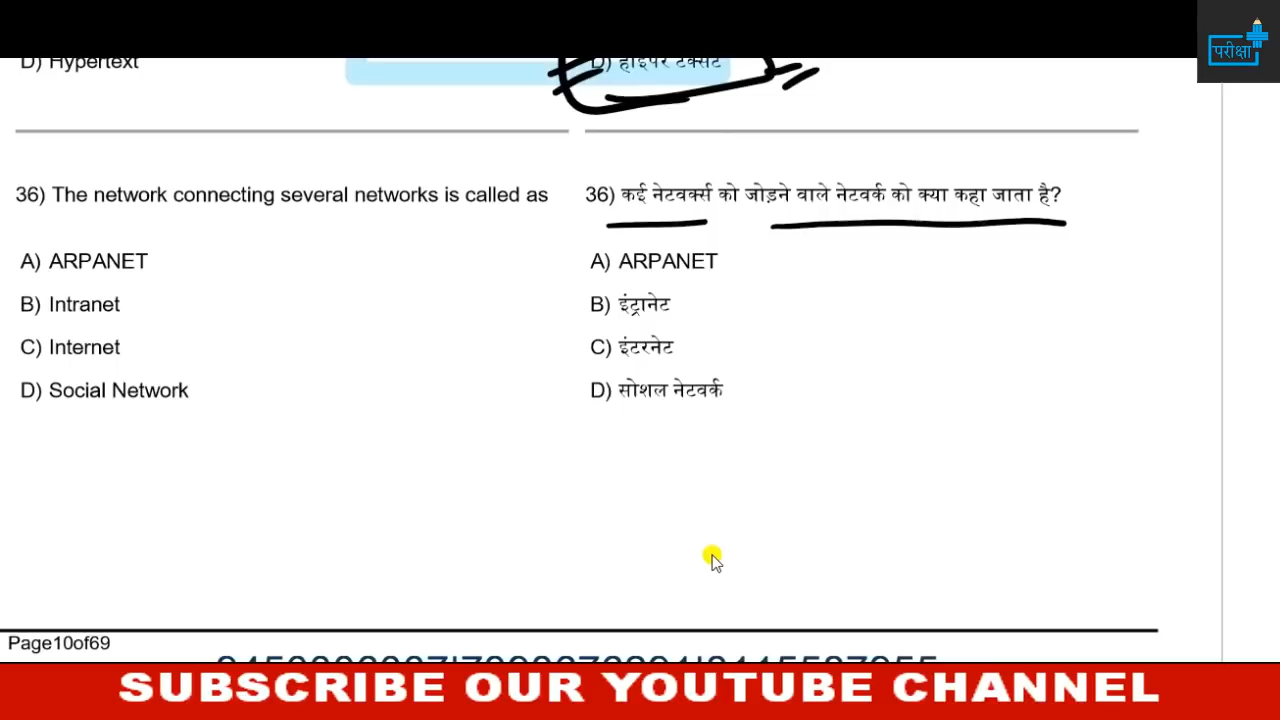 परीक्षा
D) Hypertext
D) हाइपर टेक्सट
36) The network connecting several networks is called as
A) ARPANET
B) Intranet
C) Internet
D) Social Network
36) कई नेटवर्क्स को जोड़ने वाले नेटवर्क को क्या कहा जाता है?
A) ARPANET
B) इंट्रानेट
C) इंटरनेट
D) सोशल नेटवर्क
Page10of69
SUBSCRIBE OUR YOUTUBE CHANNEL